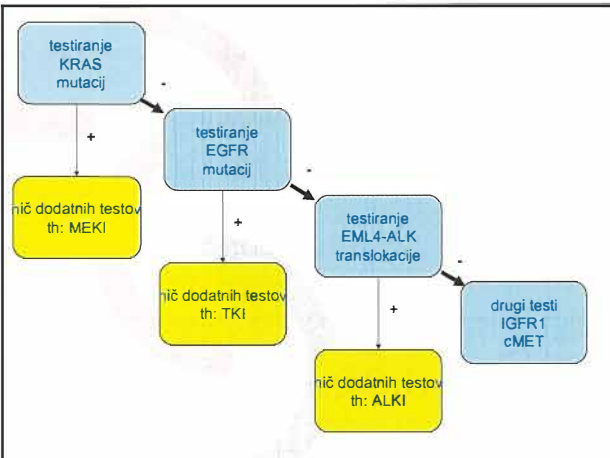 testiranje
KRAS
mutacij
-
+
testiranje
EGFR
mutacij
-
nič dodatnih testov
th: MEKI
+
testiranje
EML4-ALK
translokacije
-
nič dodatnih testov
th: TKI
+
drugi testi
IGFR1
cMET
nič dodatnih testov
th: ALKI